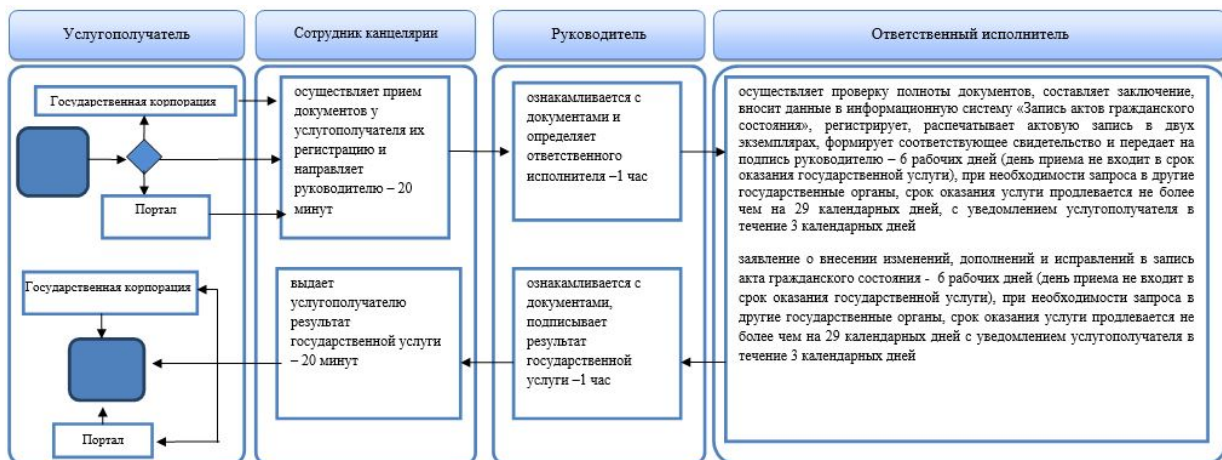 Услугополучатель
Сотрудник канцелярии
Руководитель
Ответственный исполнитель
Государственная корпорация
Портал
осуществляет прием
документов у
услугополучателя их
регистрацию и
направляет
руководителю – 20
минут
ознакамливается с
документами и
определяет
ответственного
исполнителя –1 час
осуществляет проверку полноты документов, составляет заключение,
вносит данные в информационную систему «Запись актов гражданского
состояния», регистрирует, распечатывает актовую запись в двух
экземплярах, формирует соответствующее свидетельство и передает на
подпись руководителю – 6 рабочих дней (день приема не входит в срок
оказания государственной услуги), при необходимости запроса в другие
государственные органы, срок оказания услуги продлевается не более
чем на 29 календарных дней, с уведомлением услугополучателя в
течение 3 календарных дней
заявление о внесении изменений, дополнений и исправлений в запись
акта гражданского состояния - 6 рабочих дней (день приема не входит в
срок оказания государственной услуги), при необходимости запроса в
другие государственные органы, срок оказания услуги продлевается не
более чем на 29 календарных дней с уведомлением услугополучателя в
течение 3 календарных дней
ознакамливается с
документами,
подписывает
результат
государственной
услуги –1 час
выдает
услугополучателю
результат
государственной услуги
– 20 минут
Государственная корпорация
Портал